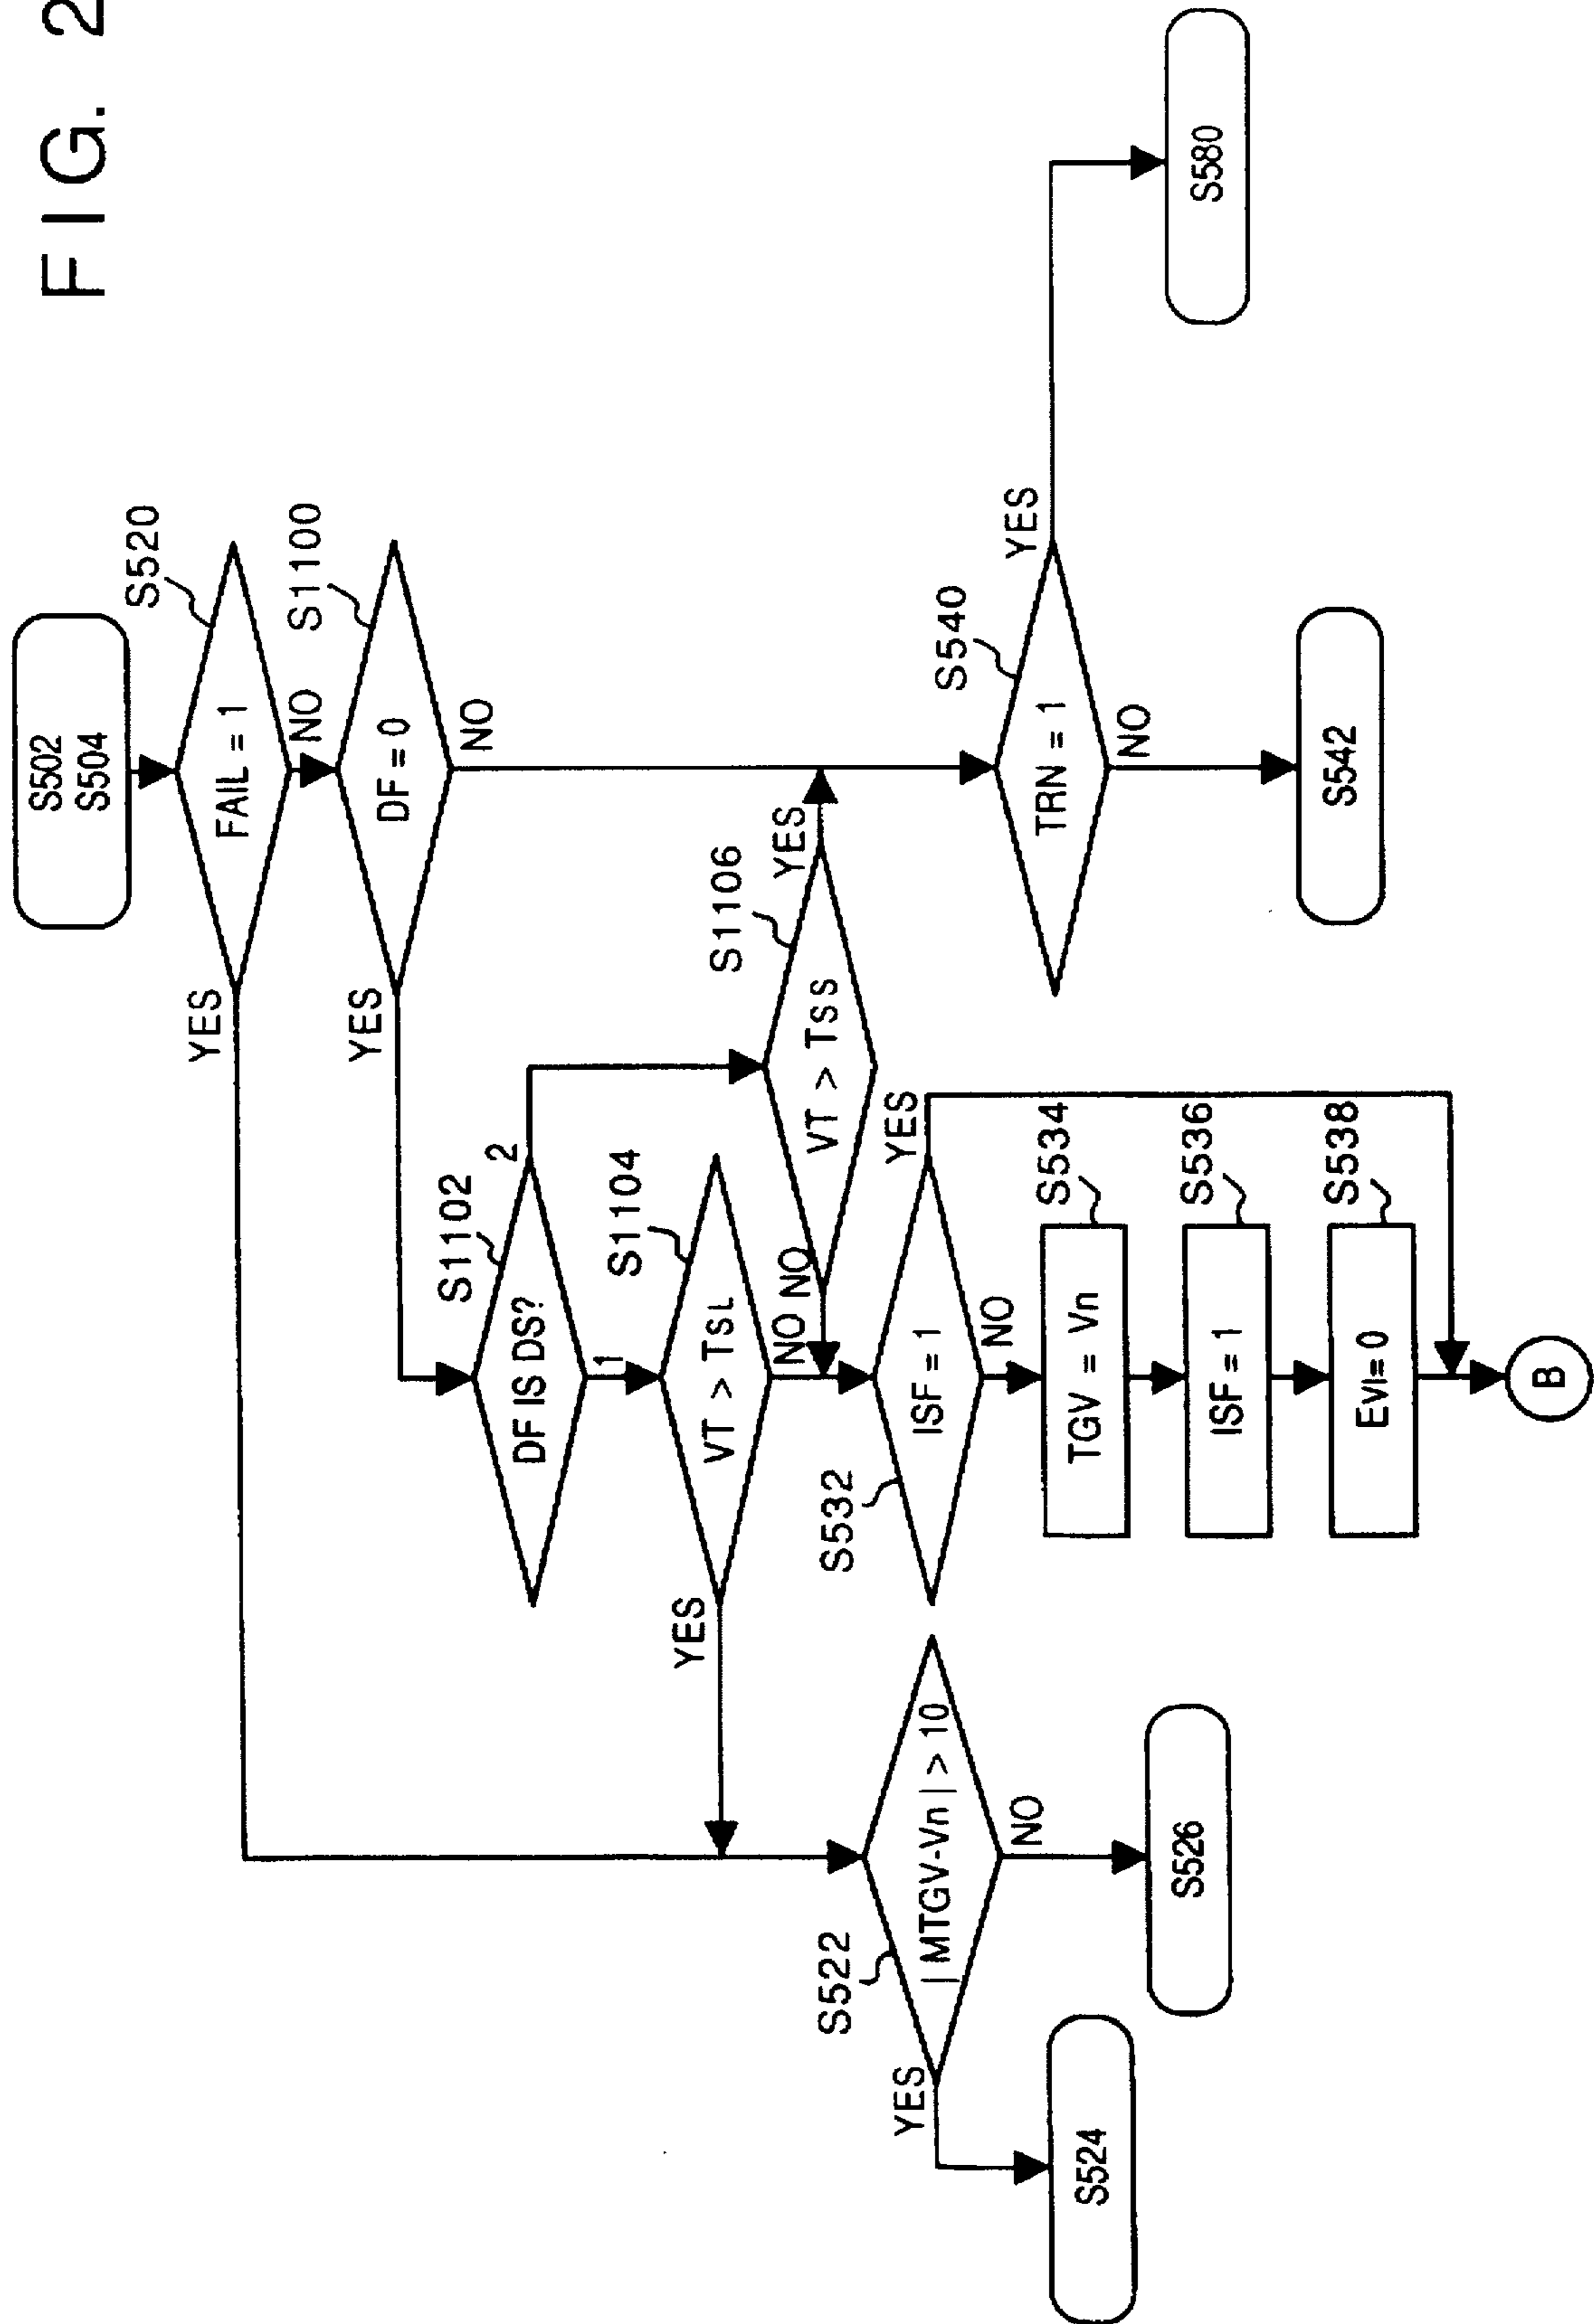 FIG. 2
S502
S504
S520
FAIL = 1
YES
NO
S1100
DF = 0
YES
NO
S1102
DF IS DS?
2
1
S1104
VT > TSL
YES
NO
S1106
VT > TSS
YES
NO
S522
| MTGV-Vn | > 10
YES
NO
S524
S526
S532
ISF = 1
YES
NO
S534
TGV = Vn
S536
ISF = 1
S538
EVI= 0
B
S540
TRN = 1
YES
NO
S580
S542